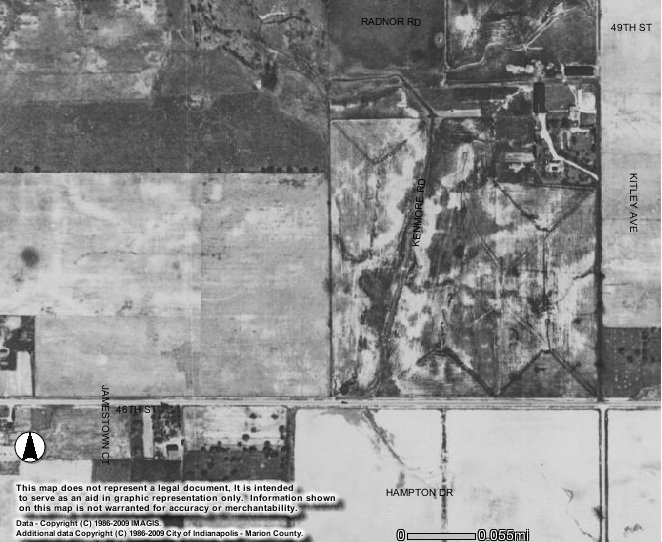 RADNOR RD
49TH ST
KITLEY AVE
KENMORE RD
JAMESTOWN CT
46TH ST
HAMPTON DR
This map does not represent a legal document, It is intended
to serve as an aid in graphic representation only. Information shown
on this map is not warranted for accuracy or merchantability.
Data - Copyright (C) 1986-2009 IMAGIS.
Additional data Copyright (C) 1986-2009 City of Indianapolis - Marion County.
0 0.055mi